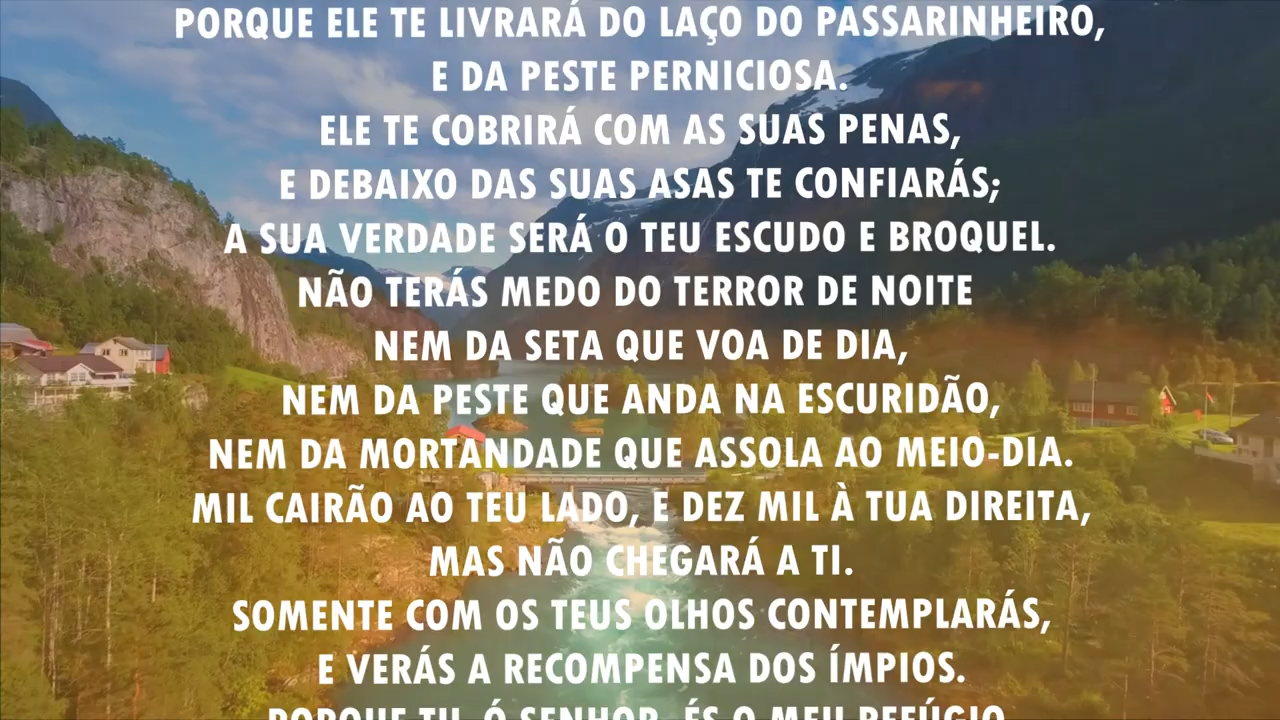 PORQUE ELE TE LIVRARÁ DO LAÇO DO PASSARINHEIRO,
E DA PESTE PERNICIOSA.
ELE TE COBRIRÁ COM AS SUAS PENAS,
E DEBAIXO DAS SUAS ASAS TE CONFIARÁS;
A SUA VERDADE SERÁ O TEU ESCUDO E BROQUEL.
NÃO TERÁS MEDO DO TERROR DE NOITE
NEM DA SETA QUE VOA DE DIA,
NEM DA PESTE QUE ANDA NA ESCURIDÃO,
NEM DA MORTANDADE QUE ASSOLA AO MEIO-DIA.
MIL CAIRÃO AO TEU LADO, E DEZ MIL À TUA DIREITA,
MAS NÃO CHEGARÁ A TI.
SOMENTE COM OS TEUS OLHOS CONTEMPLARÁS,
E VERÁS A RECOMPENSA DOS ÍMPIOS.
PORQUE TU, Ó SENHOR, ÉS O MEU REFÚGIO